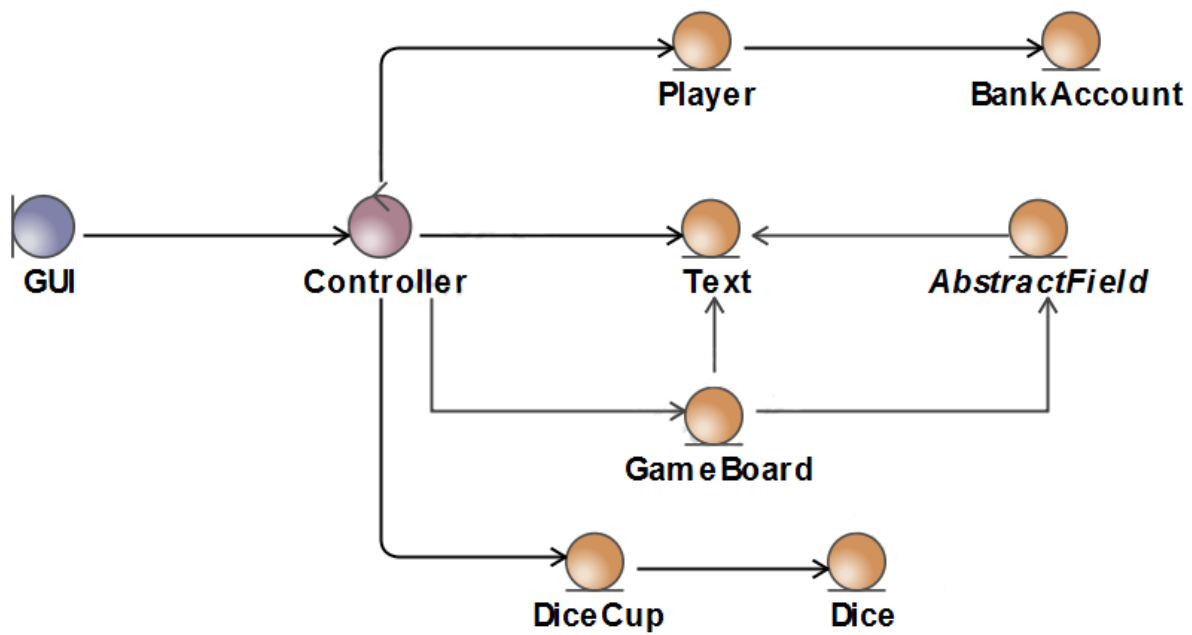 Player
BankAccount
GUI
Controller
Text
AbstractField
GameBoard
DiceCup
Dice